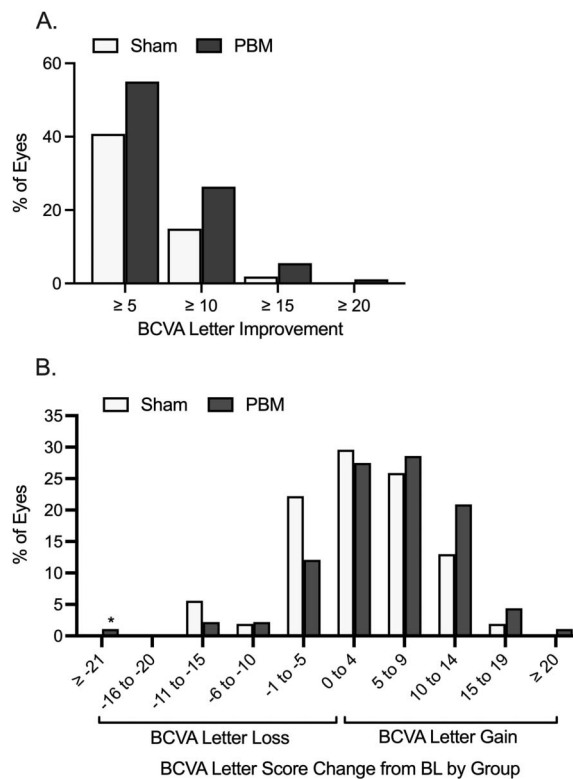 A.
Sham PBM
60
40
20
0
% of Eyes
≥ 5 ≥ 10 ≥ 15 ≥ 20
BCVA Letter Improvement
B.
Sham PBM
35
30
25
20
15
10
5
0
% of Eyes
*
≥ -21 -16 to -20 -11 to -15 -6 to -10 -1 to -5 0 to 4 5 to 9 10 to 14 15 to 19 ≥ 20
BCVA Letter Loss BCVA Letter Gain
BCVA Letter Score Change from BL by Group